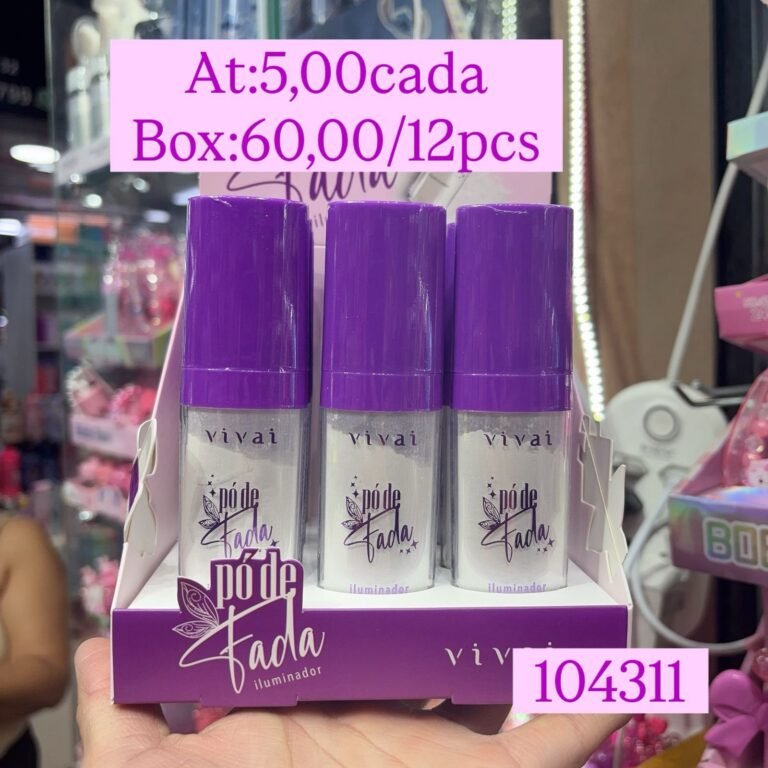 At:5,00cada
Box:60,00/12pcs
Fada
vivai
pó de
Fada
vivai
pó de
Fada
iluminador
vivai
pó de
Fada
iluminador
pó de
Fada
iluminador
vivai
104311